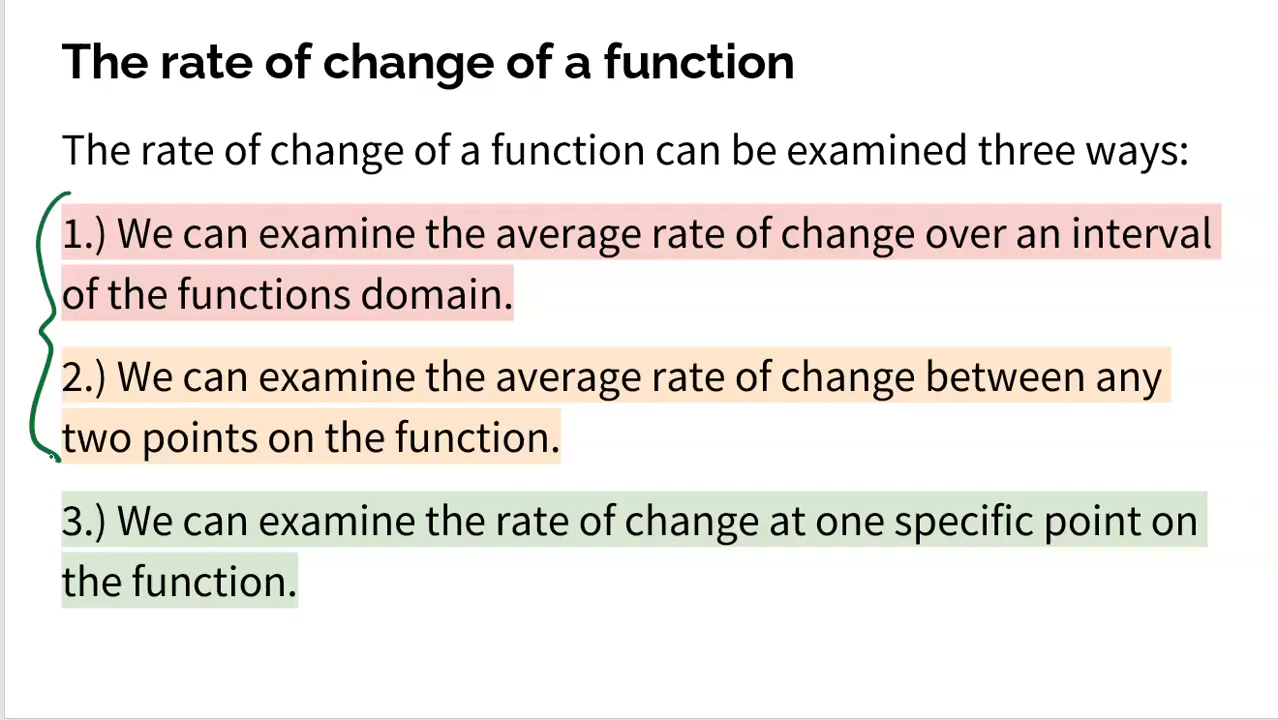 The rate of change of a function
The rate of change of a function can be examined three ways:
1.) We can examine the average rate of change over an interval
of the functions domain.
2.) We can examine the average rate of change between any
two points on the function.
3.) We can examine the rate of change at one specific point on
the function.